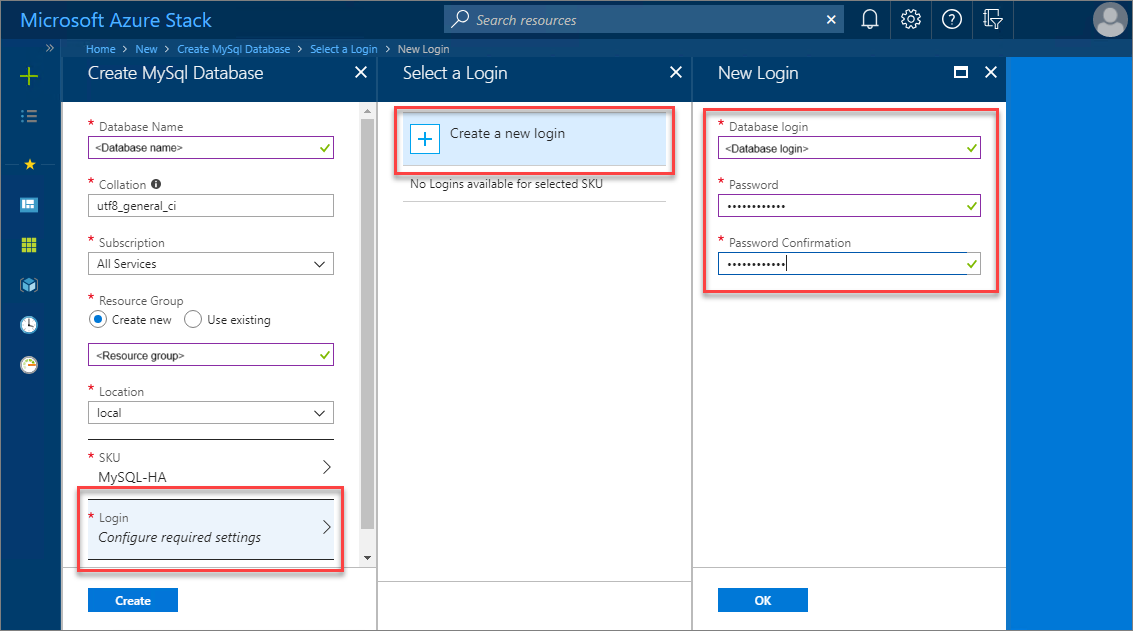 Microsoft Azure Stack
Search resources
Home > New > Create MySql Database > Select a Login > New Login
Create MySql Database
* Database Name
<Database name>
* Collation
utf8_general_ci
* Subscription
All Services
* Resource Group
Create new Use existing
<Resource group>
* Location
local
* SKU
MySQL-HA
* Login
Configure required settings
Create
Select a Login
Create a new login
No Logins available for selected SKU
New Login
* Database login
<Database login>
* Password
••••••••••••
* Password Confirmation
••••••••••••
OK